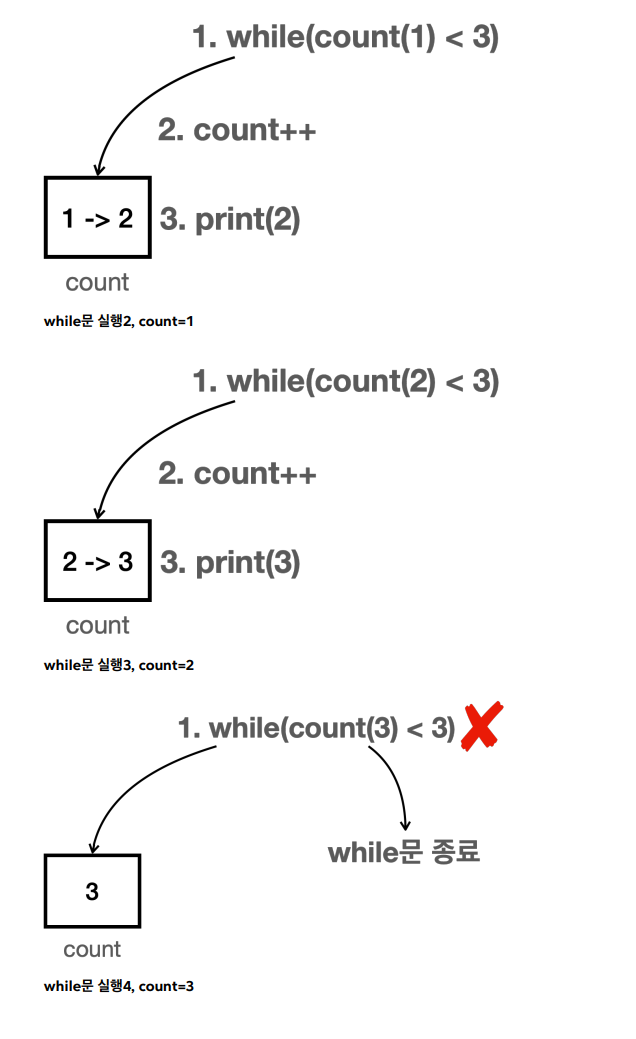 1. while(count(1) < 3)
2. count++
1 -> 2
3. print(2)
count
while문 실행2, count=1
1. while(count(2) < 3)
2. count++
2 -> 3
3. print(3)
count
while문 실행3, count=2
1. while(count(3) < 3)
while문 종료
3
count
while문 실행4, count=3